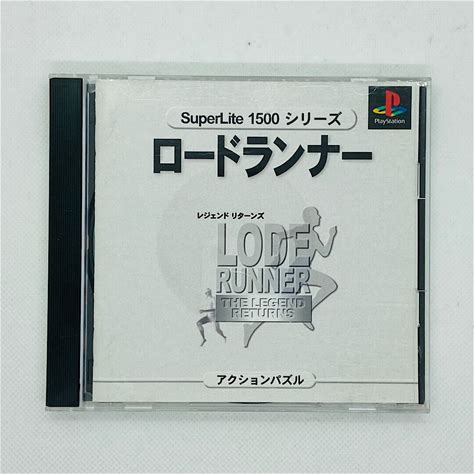 SuperLite 1500 シリーズ
PlayStation
ロードランナー
レジェンド リターンズ
LODE
RUNNER
THE LEGEND
RETURNS
アクションパズル